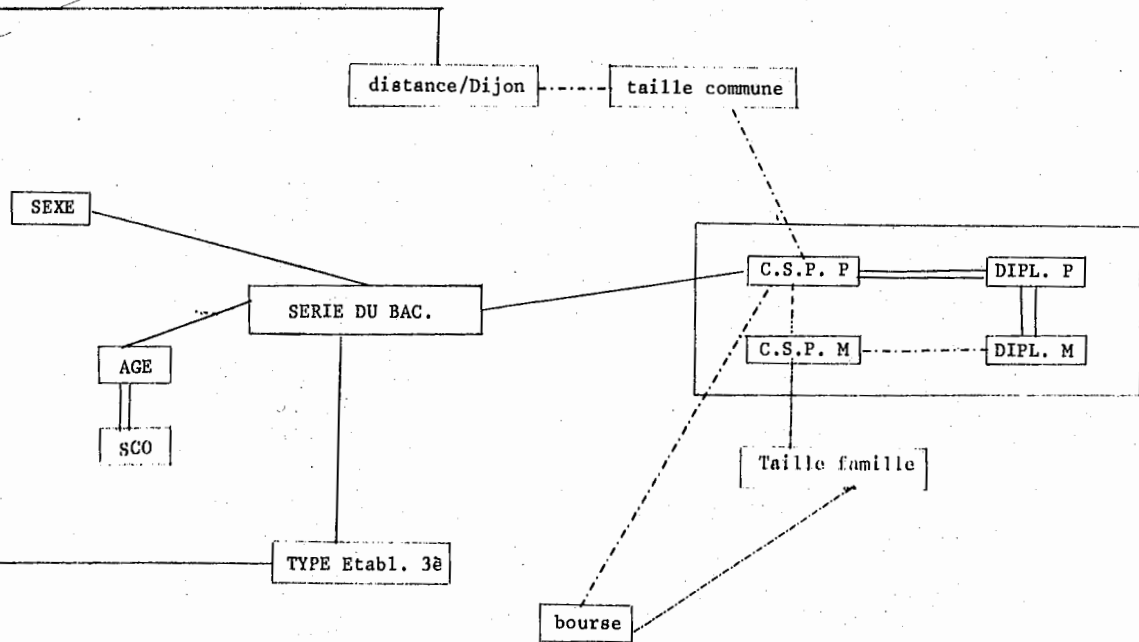 distance/Dijon
taille commune
SEXE
C.S.P. P
DIPL. P
SERIE DU BAC.
C.S.P. M
DIPL. M
AGE
SCO
Taille famille
TYPE Etabl. 3è
bourse